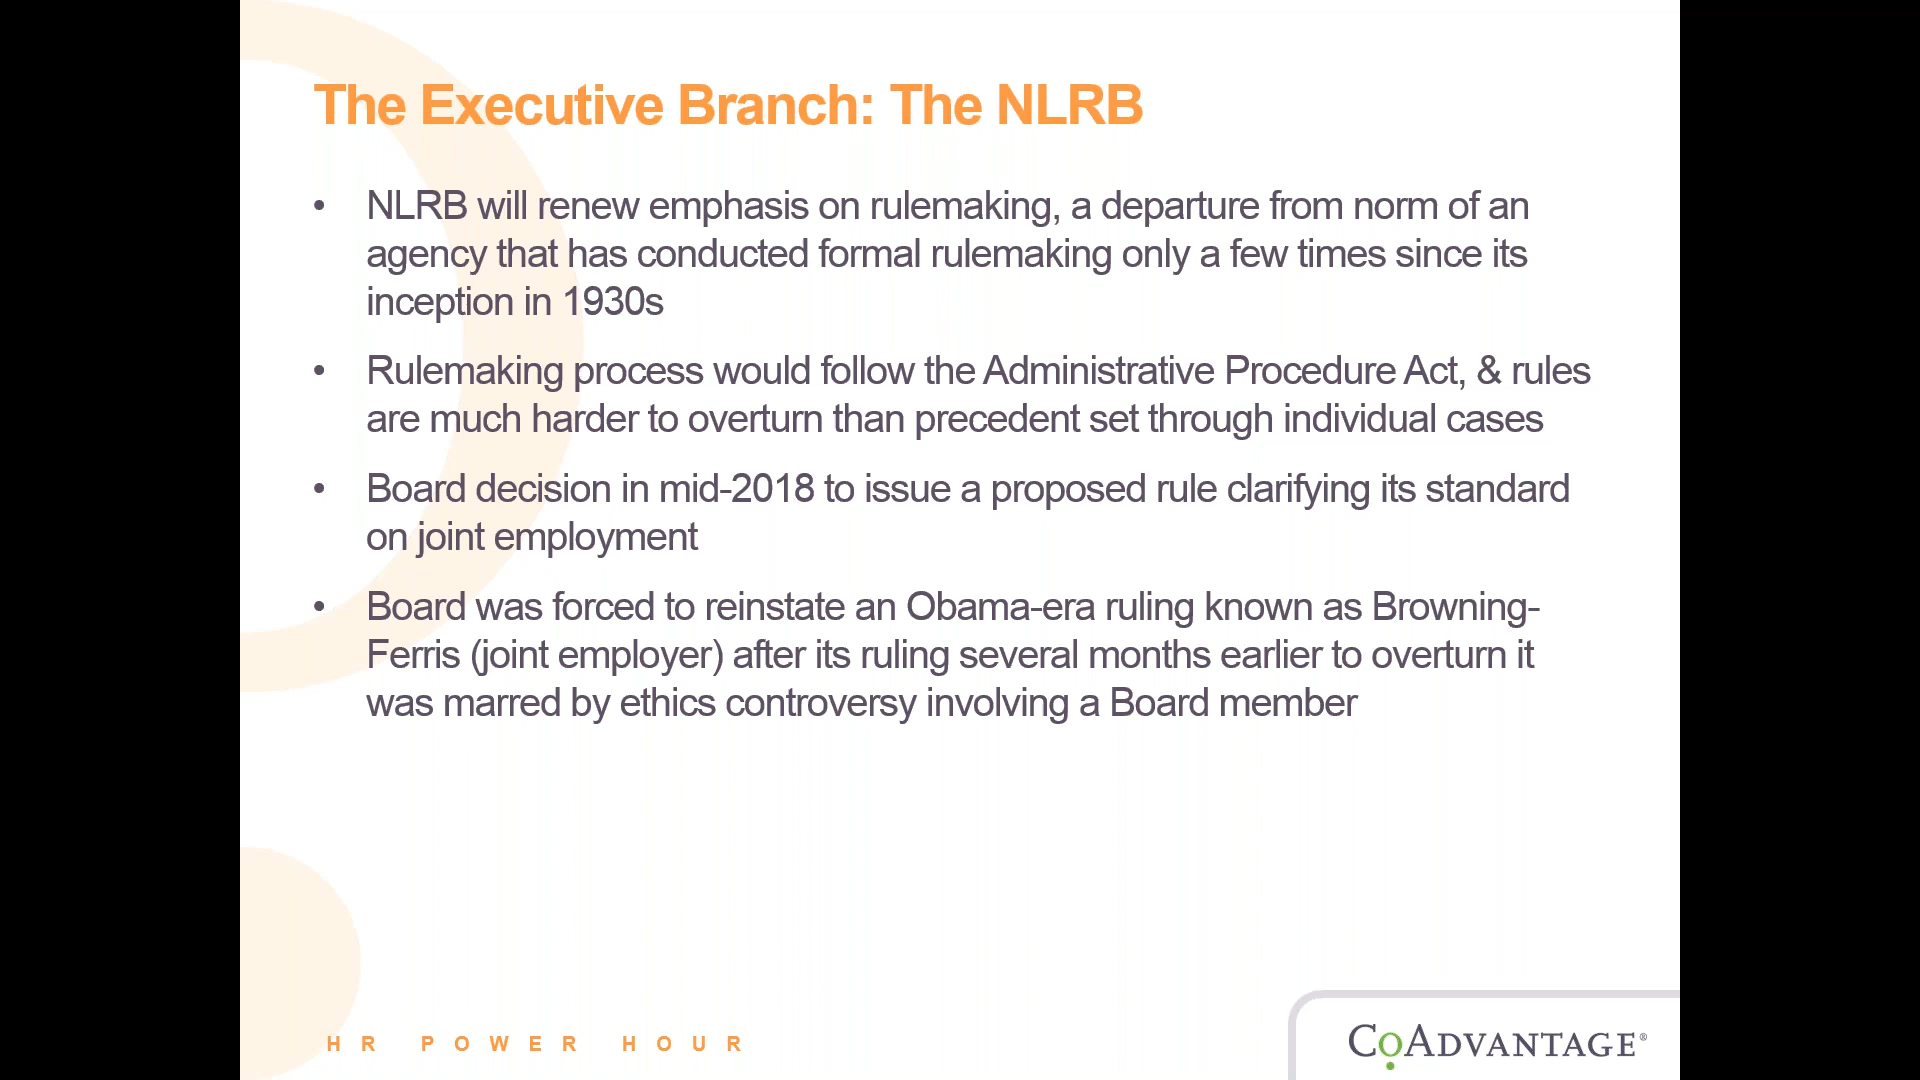 The Executive Branch: The NLRB
• NLRB will renew emphasis on rulemaking, a departure from norm of an
agency that has conducted formal rulemaking only a few times since its
inception in 1930s
• Rulemaking process would follow the Administrative Procedure Act, & rules
are much harder to overturn than precedent set through individual cases
• Board decision in mid-2018 to issue a proposed rule clarifying its standard
on joint employment
• Board was forced to reinstate an Obama-era ruling known as Browning-
Ferris (joint employer) after its ruling several months earlier to overturn it
was marred by ethics controversy involving a Board member
HR POWER HOUR
COADVANTAGE®